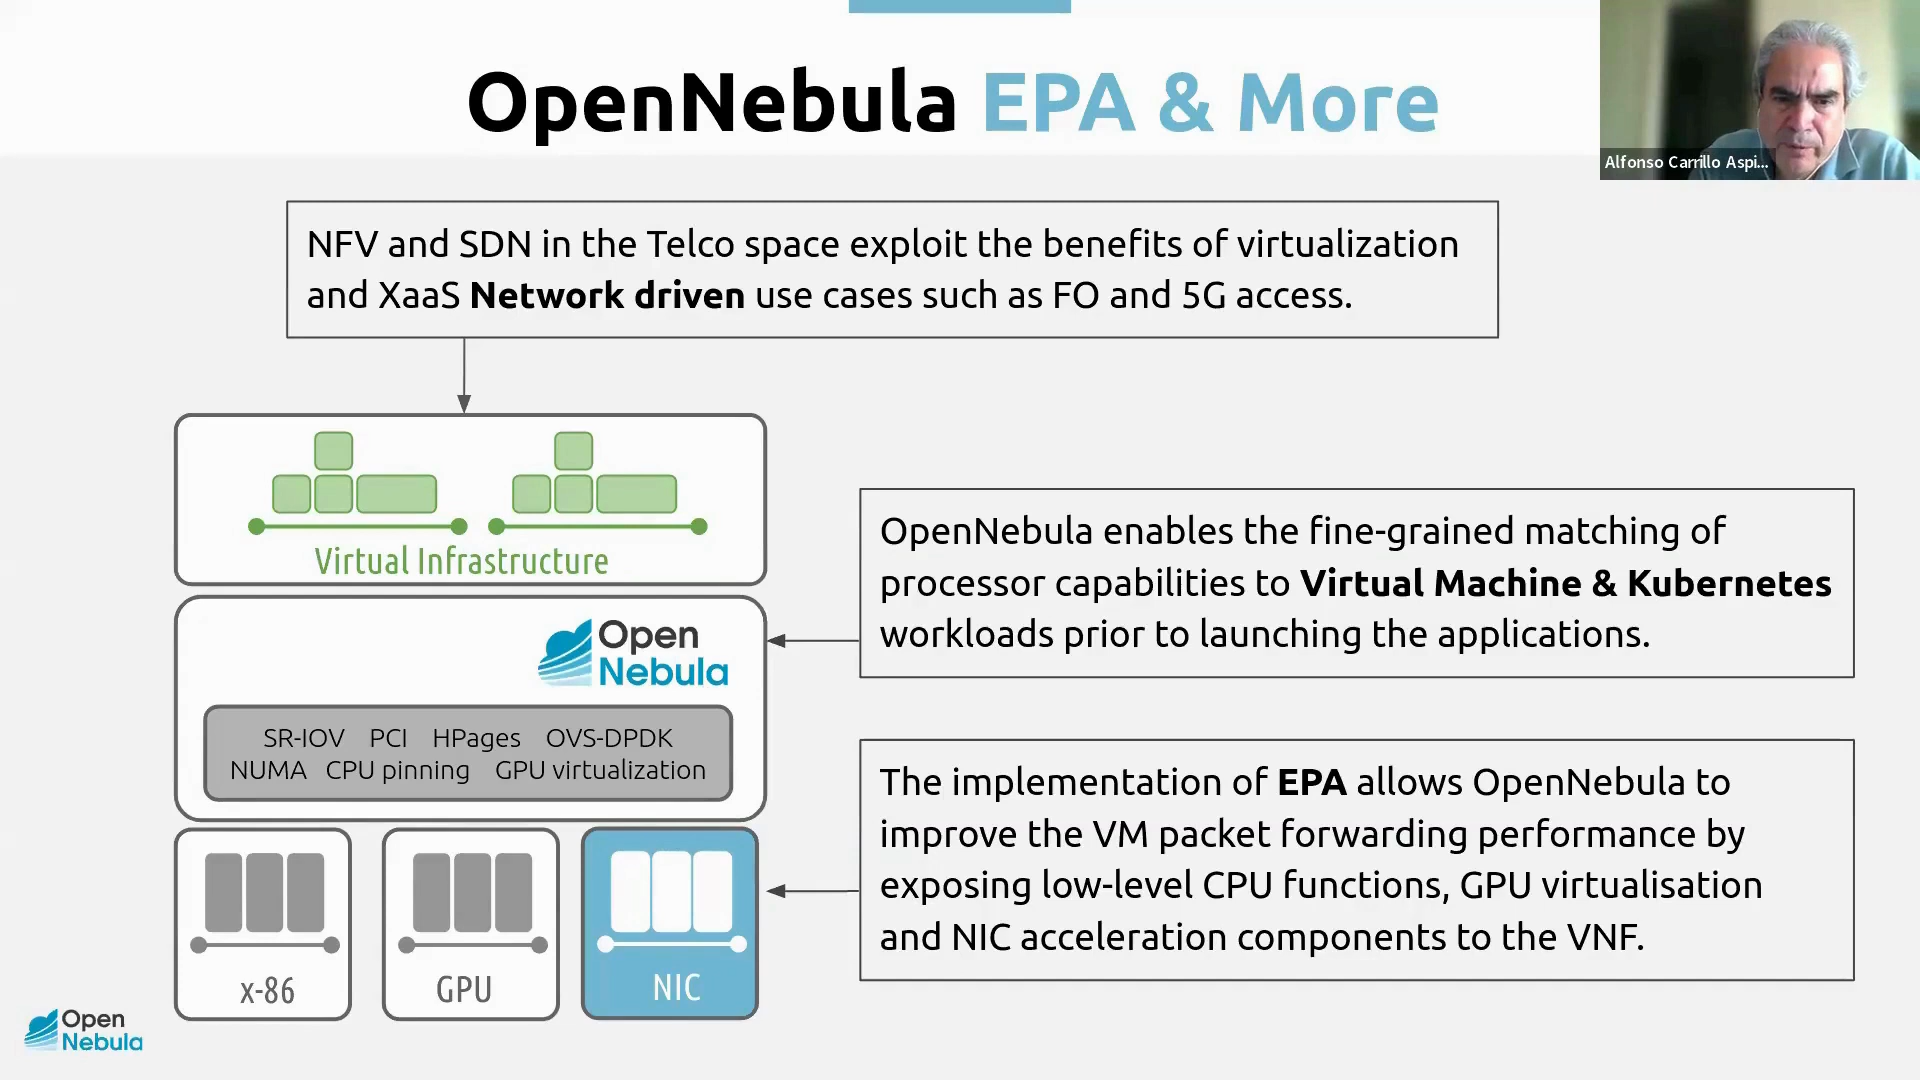 OpenNebula EPA & More
Alfonso Carrillo Aspi...
NFV and SDN in the Telco space exploit the benefits of virtualization
and XaaS Network driven use cases such as FO and 5G access.
Virtual Infrastructure
Open
Nebula
SR-IOV PCI HPages OVS-DPDK
NUMA CPU pinning GPU virtualization
x-86
GPU
NIC
OpenNebula enables the fine-grained matching of
processor capabilities to Virtual Machine & Kubernetes
workloads prior to launching the applications.
The implementation of EPA allows OpenNebula to
improve the VM packet forwarding performance by
exposing low-level CPU functions, GPU virtualisation
and NIC acceleration components to the VNF.
Open
Nebula